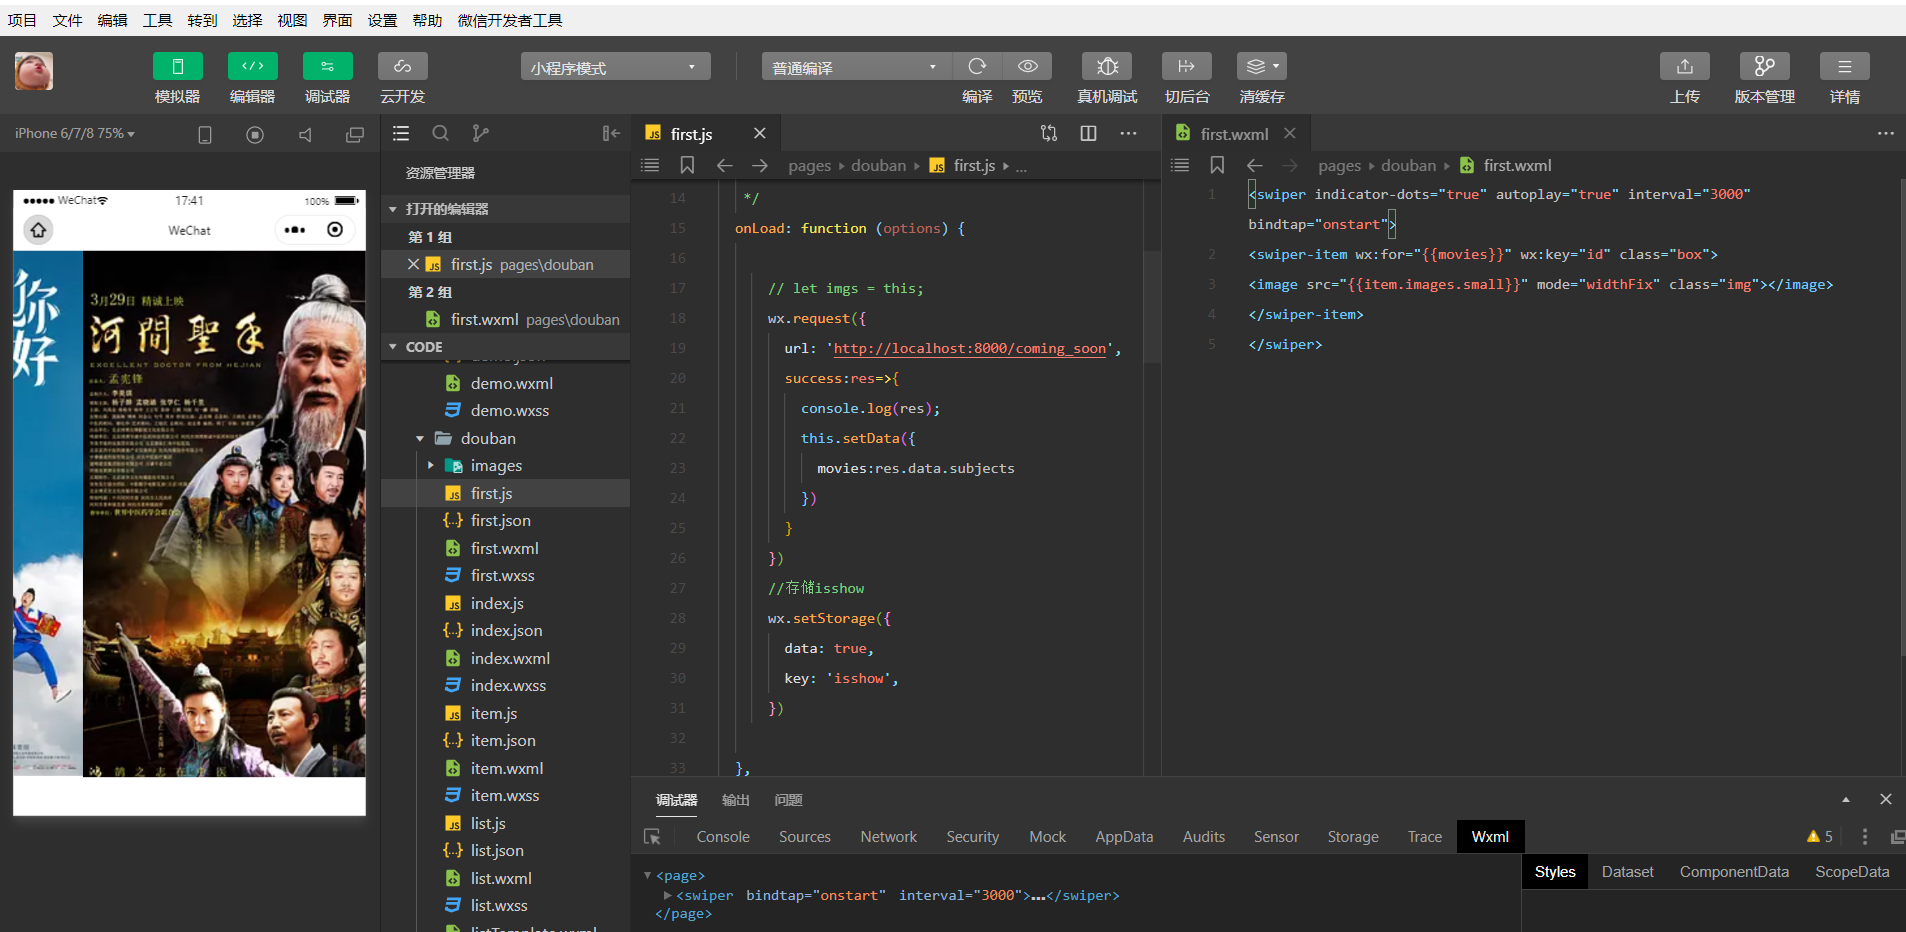 项目 文件 编辑 工具 转到 选择 视图 界面 设置 帮助 微信开发者工具
模拟器 编辑器 调试器 云开发
小程序模式
普通编译
编译 预览 真机调试 切后台 清缓存
上传 版本管理 详情
iPhone 6/7/8 75%
WeChat 17:41 100%
WeChat
你好
3月29日 精诚上映
河間聖手
EXCELLENT DOCTOR FROM HEJIAN
孟宪锋
资源管理器
打开的编辑器
第 1 组
first.js pages\douban
第 2 组
first.wxml pages\douban
CODE
demo.json
demo.wxml
demo.wxss
douban
images
first.js
first.json
first.wxml
first.wxss
index.js
index.json
index.wxml
index.wxss
item.js
item.json
item.wxml
item.wxss
list.js
list.json
list.wxml
list.wxss
listTemplate.wxml
first.js
pages douban first.js ...
14 */
15 onLoad: function (options) {
16
17 // let imgs = this;
18 wx.request({
19 url: 'http://localhost:8000/coming_soon',
20 success:res=>{
21 console.log(res);
22 this.setData({
23 movies:res.data.subjects
24 })
25 }
26 })
27 //存储isshow
28 wx.setStorage({
29 data: true,
30 key: 'isshow',
31 })
32
33 },
first.wxml
pages douban first.wxml
1 <swiper indicator-dots="true" autoplay="true" interval="3000"
bindtap="onstart">
2 <swiper-item wx:for="{{movies}}" wx:key="id" class="box">
3 <image src="{{item.images.small}}" mode="widthFix" class="img"></image>
4 </swiper-item>
5 </swiper>
调试器 输出 问题
Console Sources Network Security Mock AppData Audits Sensor Storage Trace Wxml 5
<page>
<swiper bindtap="onstart" interval="3000">…</swiper>
</page>
Styles Dataset ComponentData ScopeData